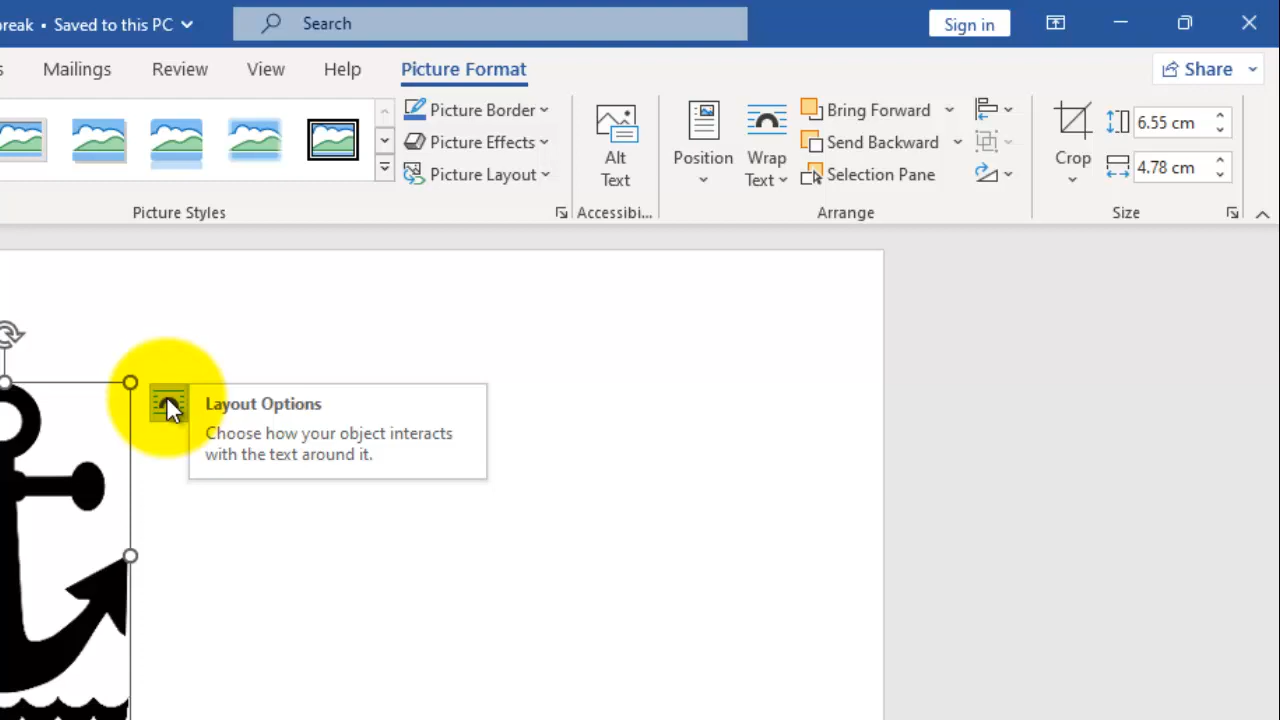 reak • Saved to this PC
Search
Sign in
s Mailings Review View Help Picture Format
Share
Picture Border
Picture Effects
Picture Layout
Alt
Text
Position
Wrap
Text
Bring Forward
Send Backward
Selection Pane
Crop
6.55 cm
4.78 cm
Picture Styles
Accessibi...
Arrange
Size
Layout Options
Choose how your object interacts
with the text around it.